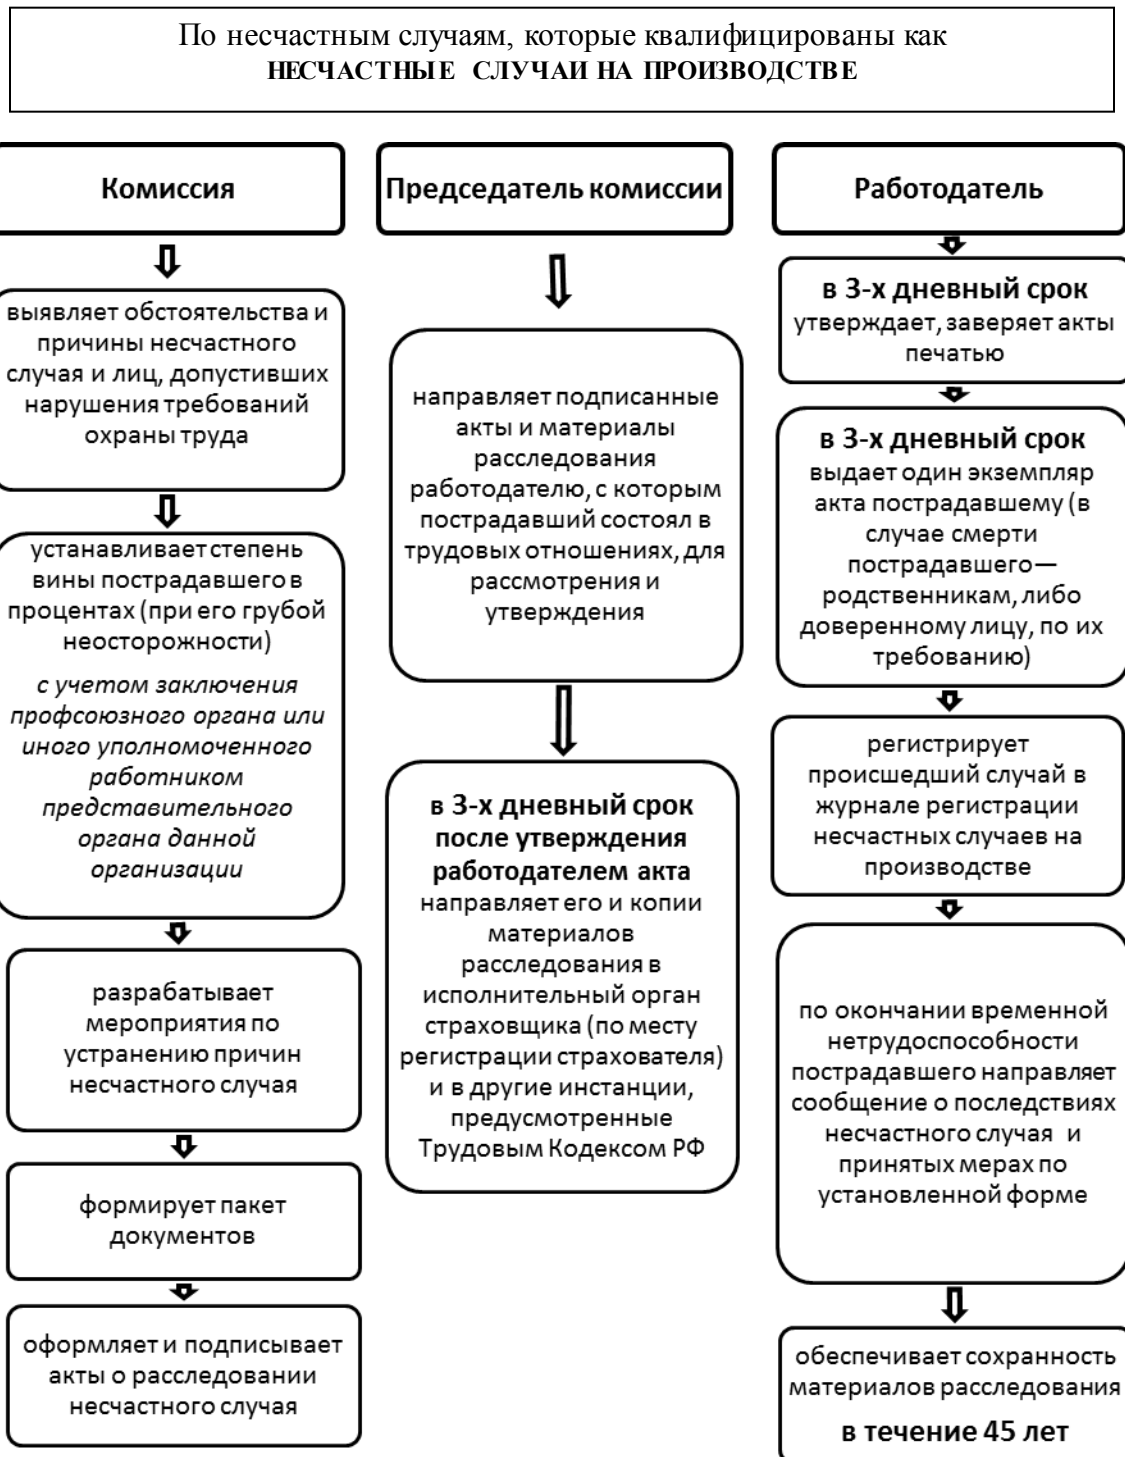 По несчастным случаям, которые квалифицированы как
НЕСЧАСТНЫЕ СЛУЧАИ НА ПРОИЗВОДСТВЕ
Комиссия
выявляет обстоятельства и
причины несчастного
случая и лиц, допустивших
нарушения требований
охраны труда
устанавливает степень
вины пострадавшего в
процентах (при его грубой
неосторожности)
с учетом заключения
профсоюзного органа или
иного уполномоченного
работником
представительного
органа данной
организации
разрабатывает
мероприятия по
устранению причин
несчастного случая
формирует пакет
документов
оформляет и подписывает
акты о расследовании
несчастного случая
Председатель комиссии
направляет подписанные
акты и материалы
расследования
работодателю, с которым
пострадавший состоял в
трудовых отношениях, для
рассмотрения и
утверждения
в 3-х дневный срок
после утверждения
работодателем акта
направляет его и копии
материалов
расследования в
исполнительный орган
страховщика (по месту
регистрации страхователя)
и в другие инстанции,
предусмотренные
Трудовым Кодексом РФ
Работодатель
в 3-х дневный срок
утверждает, заверяет акты
печатью
в 3-х дневный срок
выдает один экземпляр
акта пострадавшему (в
случае смерти
пострадавшего—
родственникам, либо
доверенному лицу, по их
требованию)
регистрирует
происшедший случай в
журнале регистрации
несчастных случаев на
производстве
по окончании временной
нетрудоспособности
пострадавшего направляет
сообщение о последствиях
несчастного случая и
принятых мерах по
установленной форме
обеспечивает сохранность
материалов расследования
в течение 45 лет